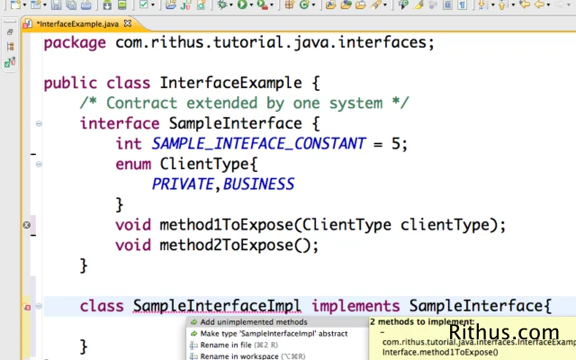 *InterfaceExample.java
package com.rithus.tutorial.java.interfaces;
public class InterfaceExample {
/* Contract extended by one system */
interface SampleInterface {
int SAMPLE_INTEFACE_CONSTANT = 5;
enum ClientType{
PRIVATE,BUSINESS
}
void method1ToExpose(ClientType clientType);
void method2ToExpose();
}
class SampleInterfaceImpl implements SampleInterface{
Add unimplemented methods
Make type 'SampleInterfaceImpl' abstract
Rename in file (⌘2 R)
Rename in workspace (⌥⌘R)
2 methods to implement:
-
com.rithus.tutorial.java.interfaces.InterfaceExample
Interface.method1ToExpose()
}
Rithus.com